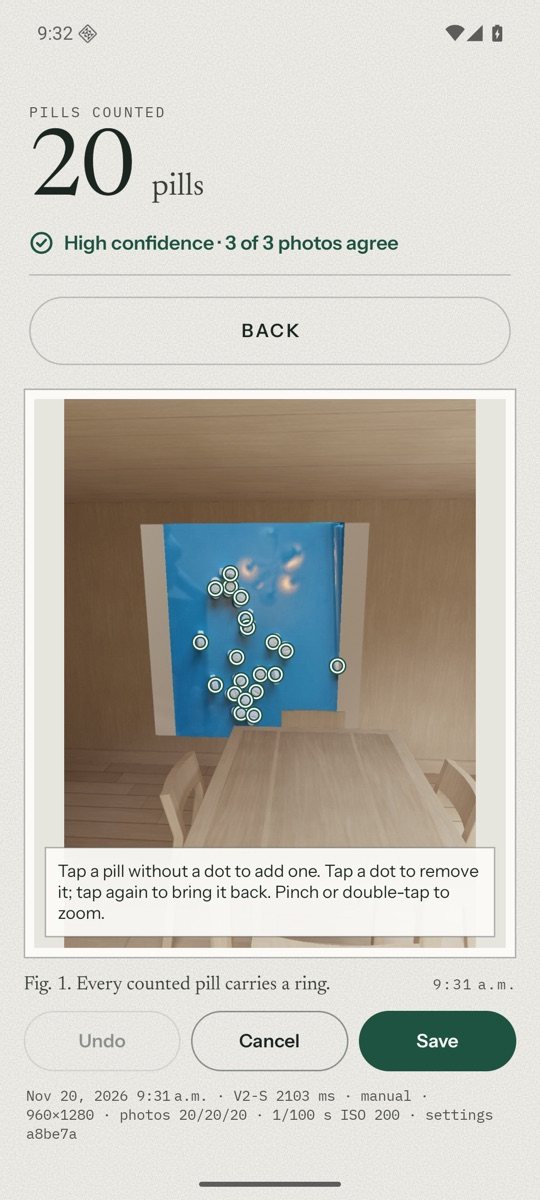 9:32
PILLS COUNTED
20 pills
High confidence · 3 of 3 photos agree
BACK
Tap a pill without a dot to add one. Tap a dot to remove
it; tap again to bring it back. Pinch or double-tap to
zoom.
Fig. 1. Every counted pill carries a ring.
9:31 a.m.
Undo
Cancel
Save
Nov 20, 2026 9:31 a.m. · V2-S 2103 ms · manual ·
960×1280 · photos 20/20/20 · 1/100 s ISO 200 · settings
a8be7a